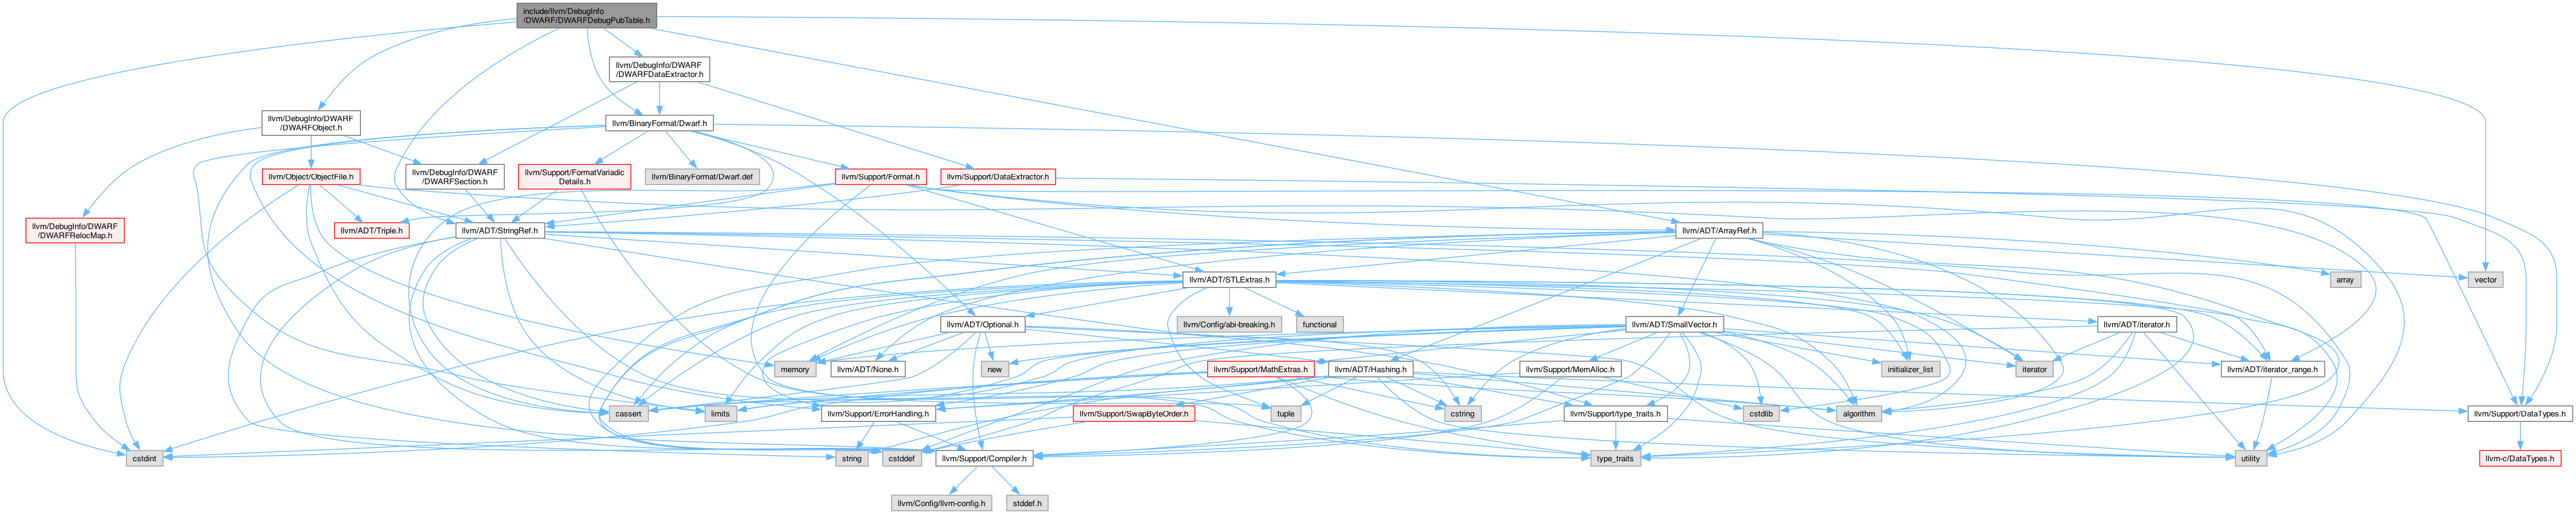 include/llvm/DebugInfo
/DWARF/DWARFDebugPubTable.h
llvm/DebugInfo/DWARF
/DWARFDataExtractor.h
llvm/DebugInfo/DWARF
/DWARFObject.h
llvm/BinaryFormat/Dwarf.h
llvm/Object/ObjectFile.h
llvm/DebugInfo/DWARF
/DWARFSection.h
llvm/Support/FormatVariadic
Details.h
llvm/BinaryFormat/Dwarf.def
llvm/Support/Format.h
llvm/Support/DataExtractor.h
llvm/DebugInfo/DWARF
/DWARFRelocMap.h
llvm/ADT/Triple.h
llvm/ADT/StringRef.h
llvm/ADT/ArrayRef.h
llvm/ADT/STLExtras.h
array
vector
llvm/Config/abi-breaking.h
functional
llvm/ADT/Optional.h
llvm/ADT/SmallVector.h
llvm/ADT/iterator.h
memory
llvm/ADT/None.h
new
llvm/Support/MathExtras.h
llvm/ADT/Hashing.h
llvm/Support/MemAlloc.h
initializer_list
iterator
llvm/ADT/iterator_range.h
cassert
limits
llvm/Support/ErrorHandling.h
llvm/Support/SwapByteOrder.h
tuple
cstring
llvm/Support/type_traits.h
cstdlib
algorithm
llvm/Support/DataTypes.h
cstdint
string
cstddef
llvm/Support/Compiler.h
type_traits
utility
llvm-c/DataTypes.h
llvm/Config/llvm-config.h
stddef.h